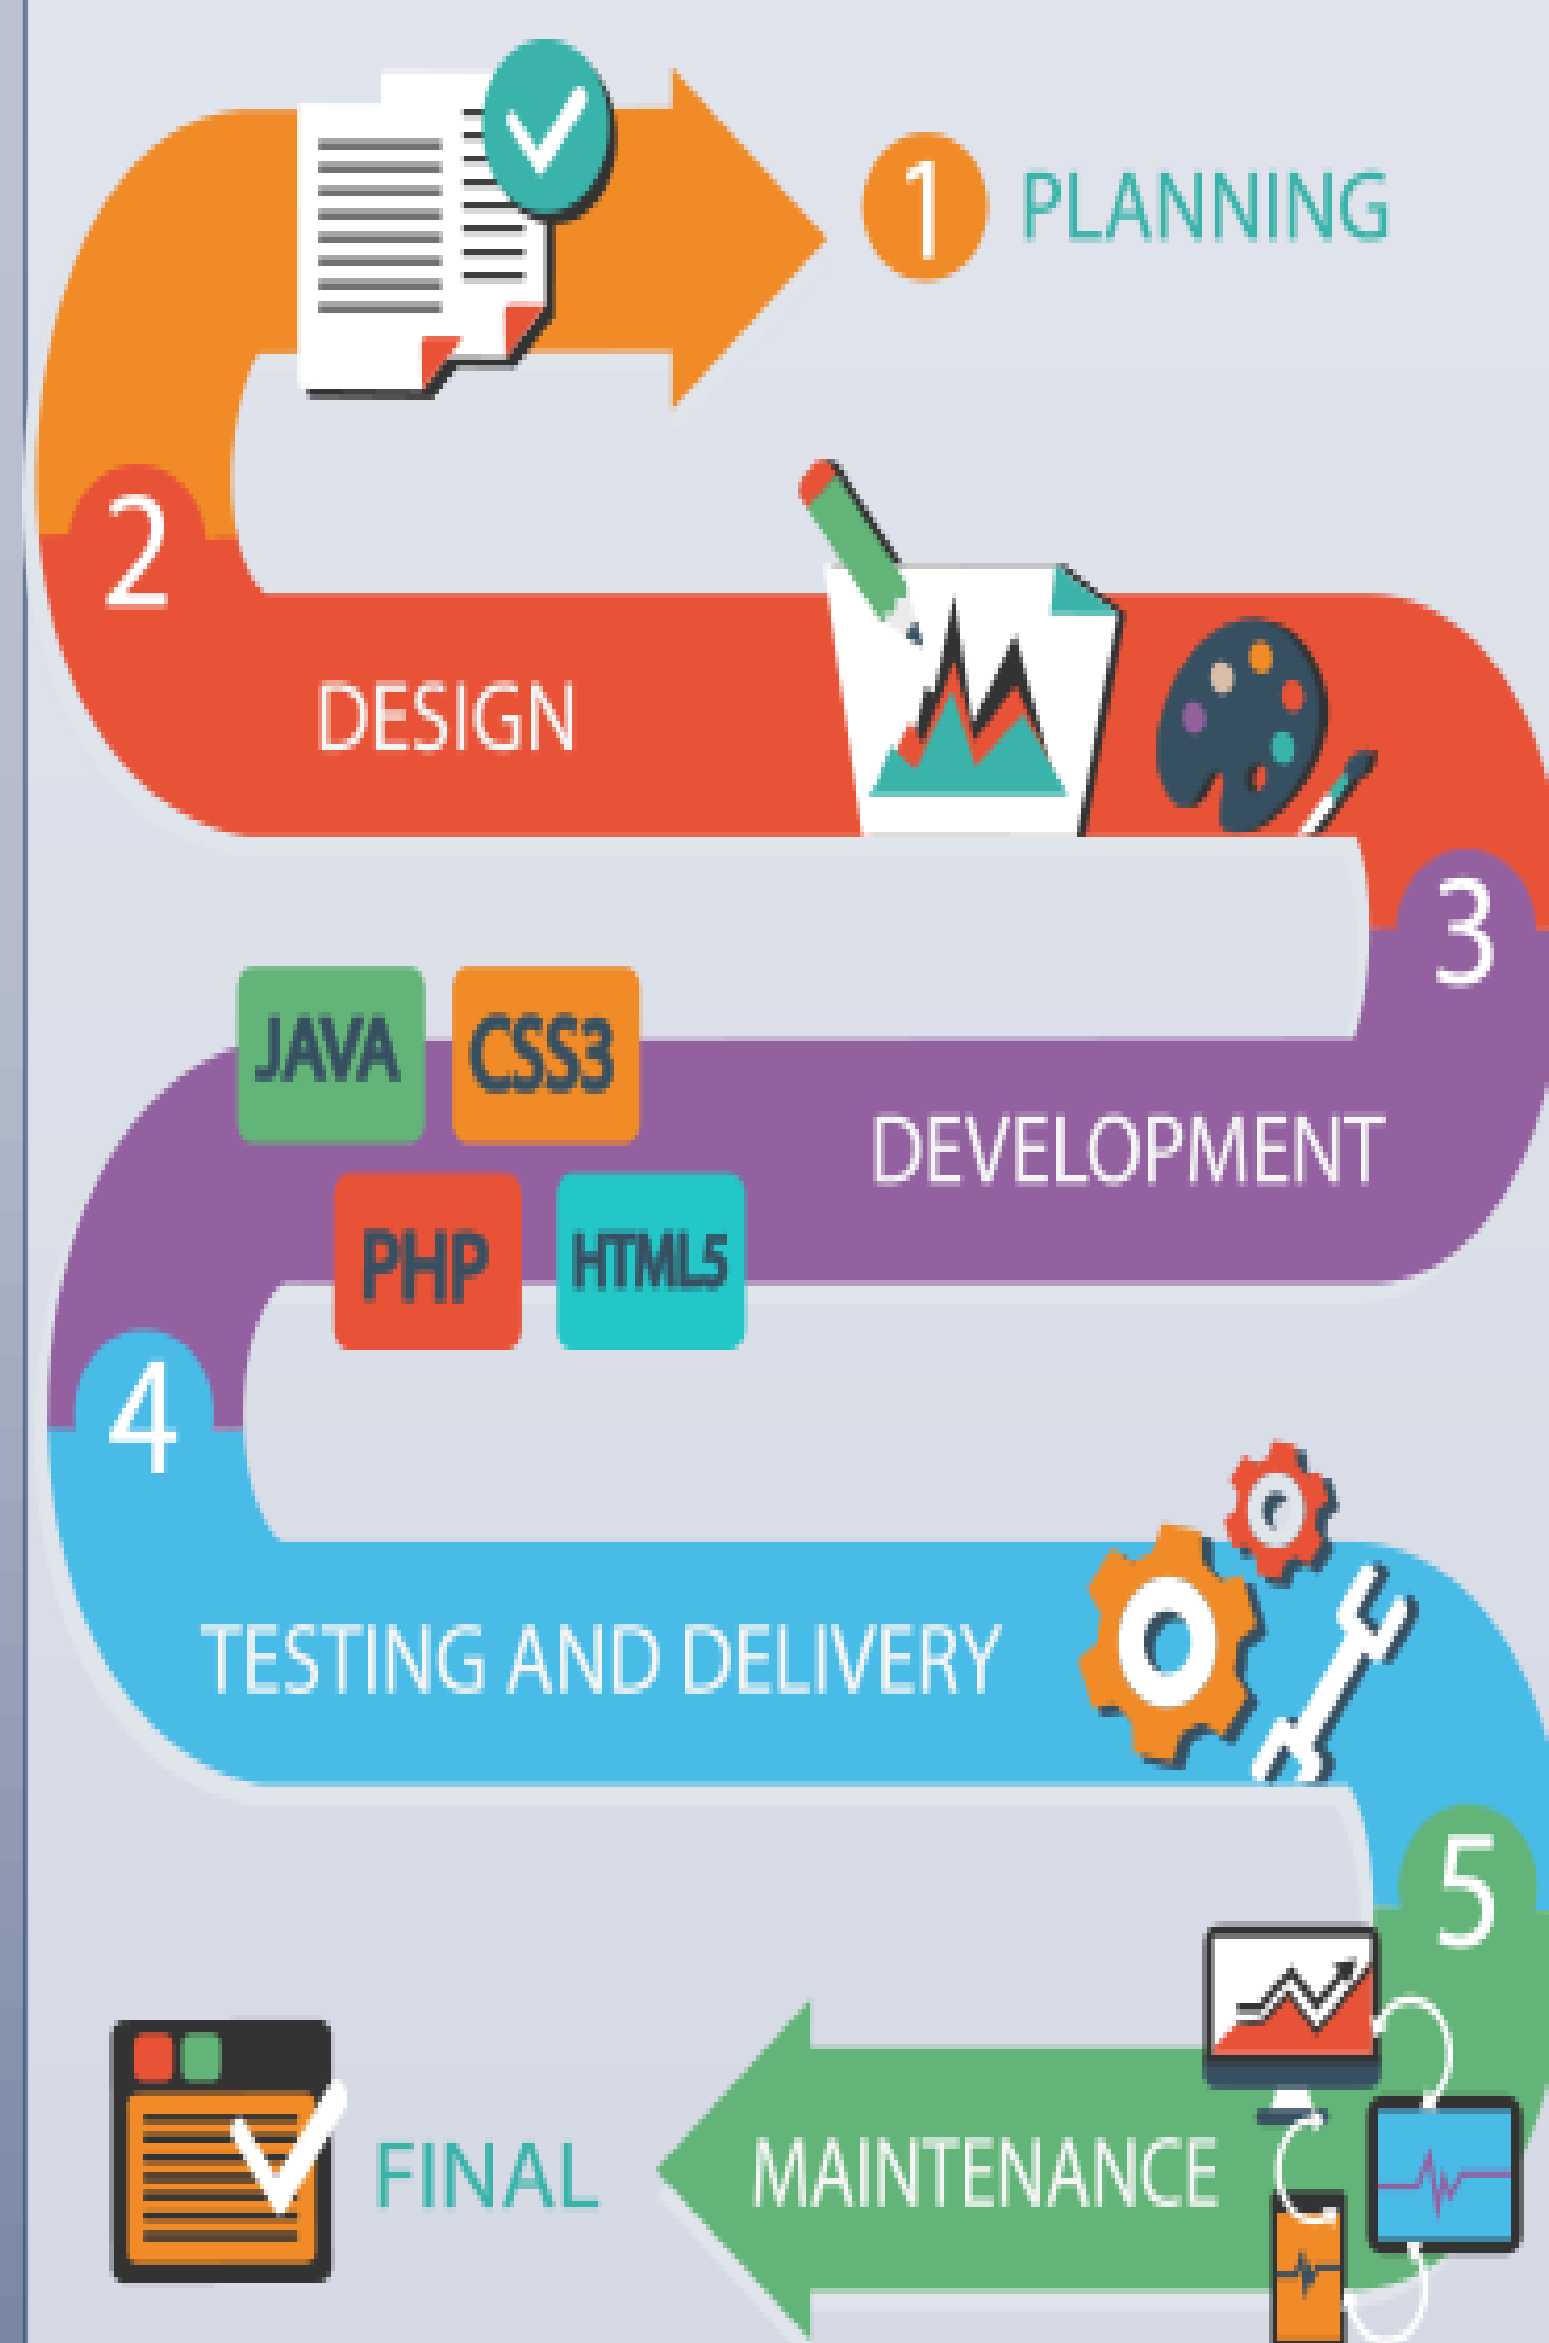 1 PLANNING
2
DESIGN
3
JAVA CSS3
DEVELOPMENT
PHP HTML5
4
TESTING AND DELIVERY
5
FINAL MAINTENANCE